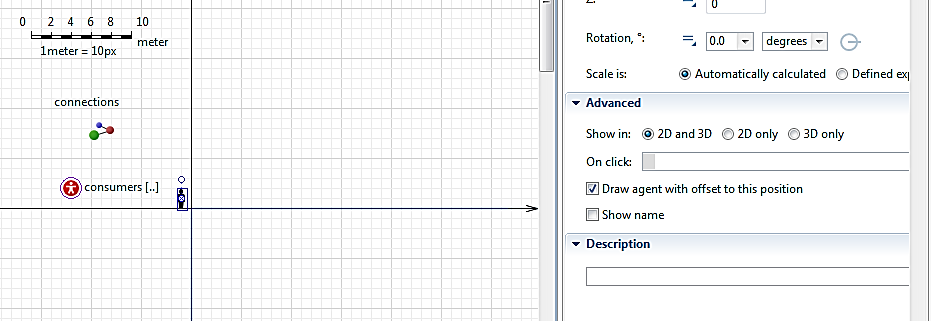 0 2 4 6 8 10
meter
1meter = 10px
connections
consumers [..]
0
Rotation, °: 0.0 degrees
Scale is: Automatically calculated
Advanced
Show in: 2D and 3D 2D only 3D only
On click:
Draw agent with offset to this position
Show name
Description